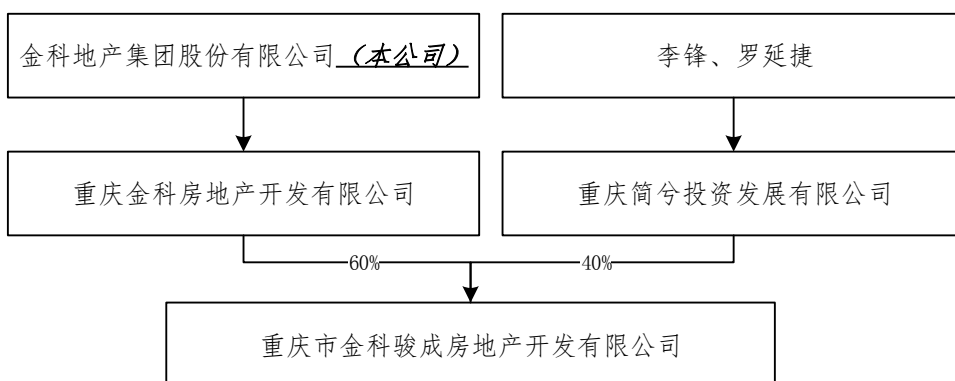 金科地产集团股份有限公司（本公司）
李锋、罗延捷
重庆金科房地产开发有限公司
重庆简兮投资发展有限公司
60%
40%
重庆市金科骏成房地产开发有限公司